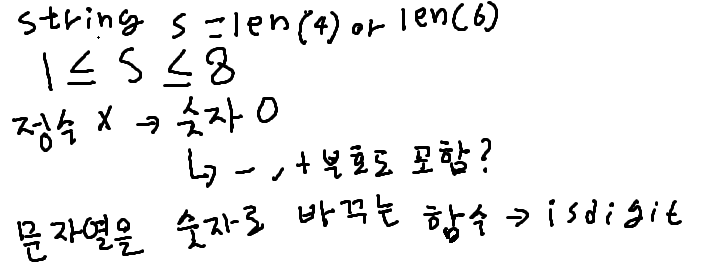 string s = len(4) or len(6)
1 ≤ S ≤ 8
정수 X → 숫자 O
↳ -, + 부호도 포함?
문자열을 숫자로 바꾸는 함수 → isdigit